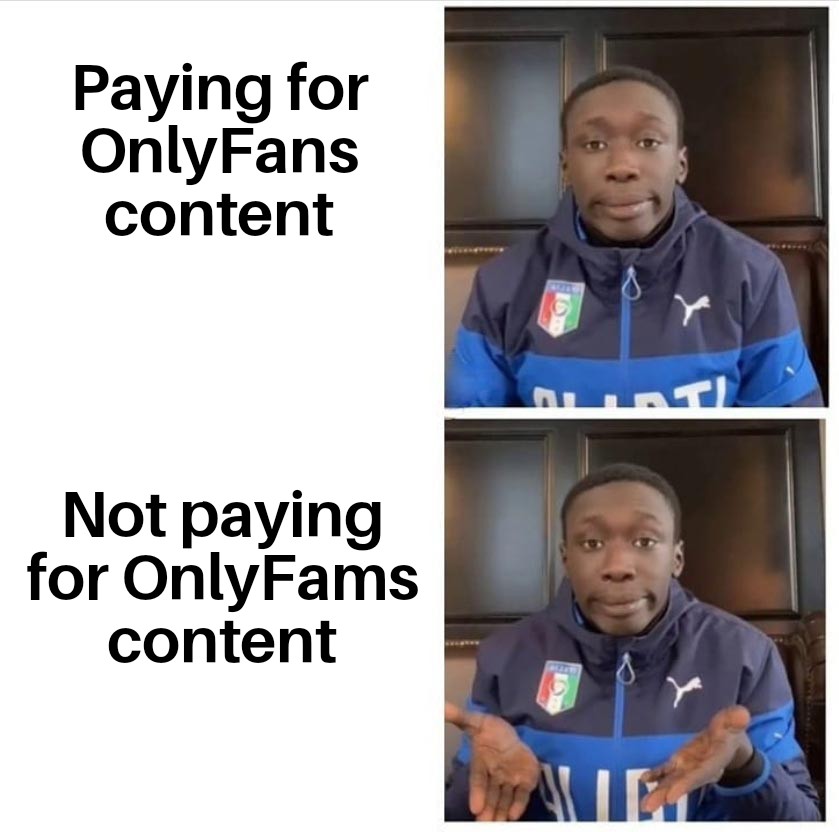 Paying for
OnlyFans
content
Not paying
for OnlyFams
content